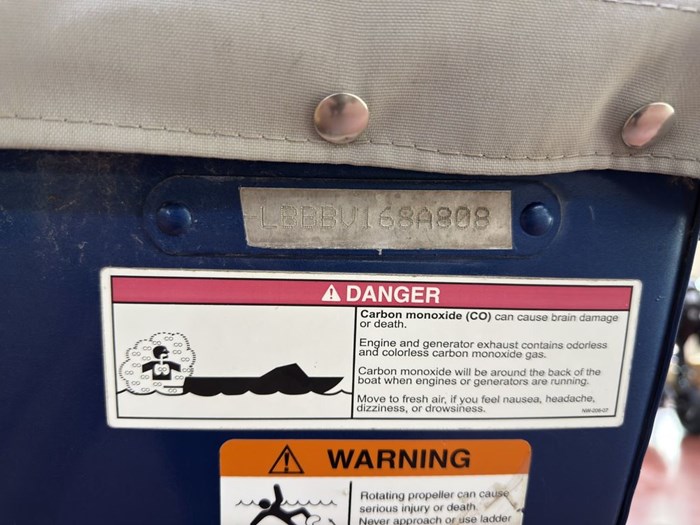 LBBBV168A808
DANGER
Carbon monoxide (CO) can cause brain damage
or death.
Engine and generator exhaust contains odorless
and colorless carbon monoxide gas.
Carbon monoxide will be around the back of the
boat when engines or generators are running.
Move to fresh air, if you feel nausea, headache,
dizziness, or drowsiness.
WARNING
Rotating propeller can cause
serious injury or death.
Never approach or use ladder